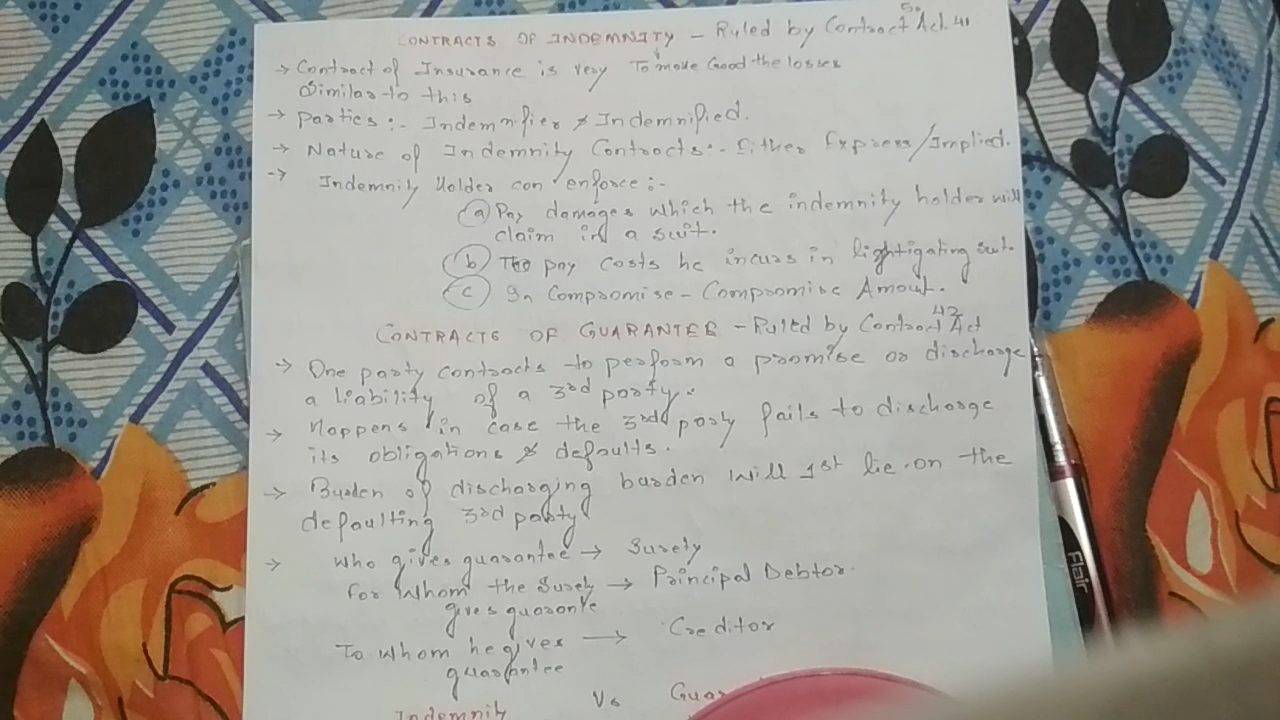 CONTRACTS OF INDEMNITY - Ruled by Contract Act.
→ Contract of Insurance is very To make Good the losses
Similar to this
→ Parties:- Indemnifier & Indemnified.
→ Nature of Indemnity Contracts:- Either Express/Implied.
→ Indemnity Holder can enforce:-
(a) Pay damages which the indemnity holder will
claim in a suit.
(b) To pay costs he incurs in lightigating suit.
(c) In Compromise - Compromise Amount.
CONTRACTS OF GUARANTEE - Ruled by Contract Act
→ One party contracts to perform a promise or discharge
a liability of a 3rd party.
→ Happens in case the 3rd party fails to discharge
its obligations & defaults.
→ Burden of discharging burden will 1st lie on the
defaulting 3rd party
→ Who gives guarantee → Surety
For Whom the Surety → Principal Debtor.
gives guarante
To whom he gives → Creditor
guarantee
Indemnity Vs
Flair